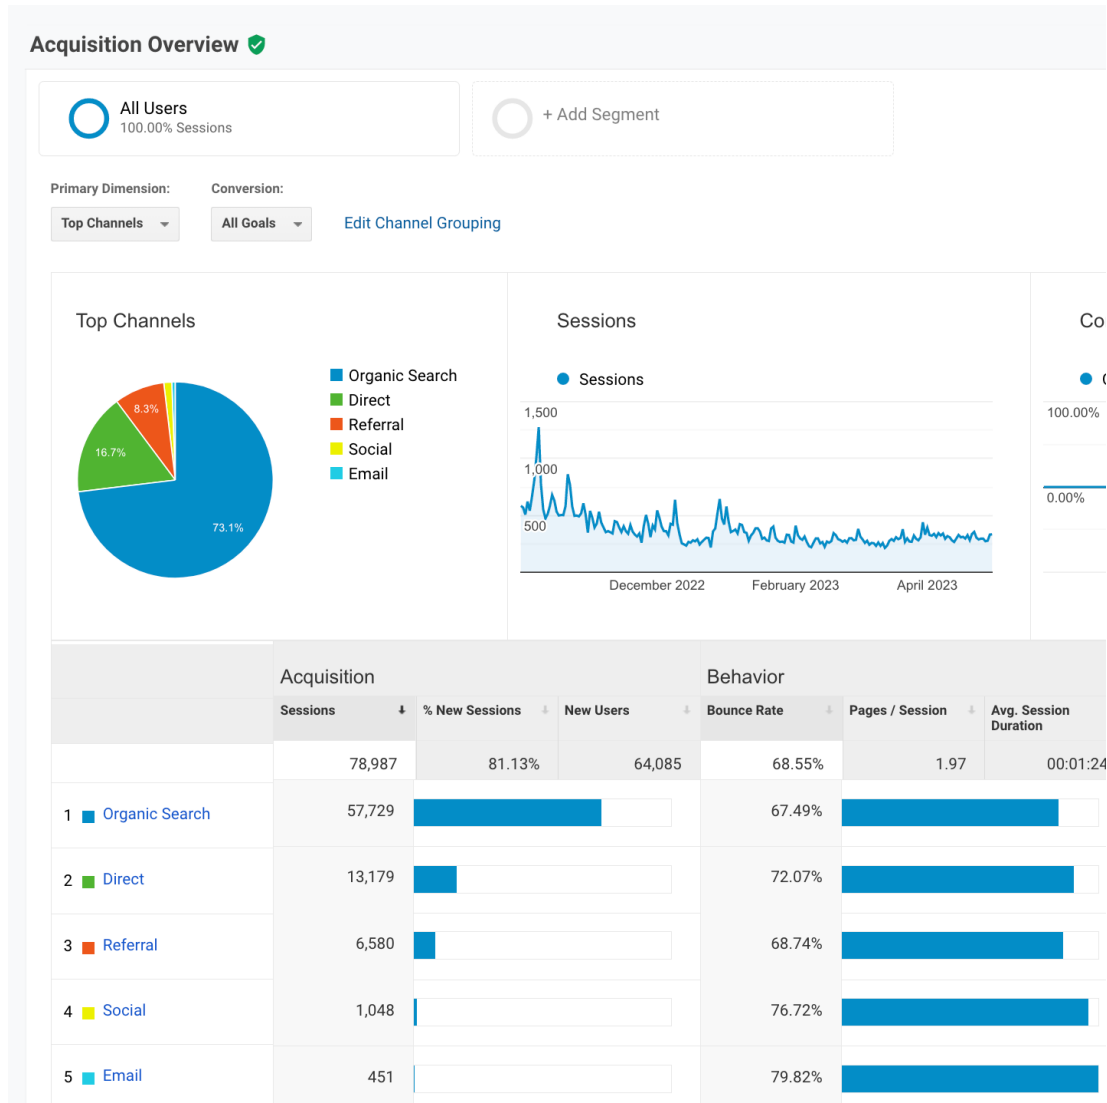 Acquisition Overview
All Users
100.00% Sessions
+ Add Segment
Primary Dimension:
Conversion:
Top Channels
All Goals
Edit Channel Grouping
Top Channels
Organic Search
Direct
Referral
Social
Email
8.3%
16.7%
73.1%
Sessions
Sessions
1,500
1,000
500
December 2022
February 2023
April 2023
Co
100.00%
0.00%
Acquisition
Behavior
Sessions
% New Sessions
New Users
Bounce Rate
Pages / Session
Avg. Session
Duration
78,987
81.13%
64,085
68.55%
1.97
00:01:24
1 Organic Search 57,729 67.49%
2 Direct 13,179 72.07%
3 Referral 6,580 68.74%
4 Social 1,048 76.72%
5 Email 451 79.82%